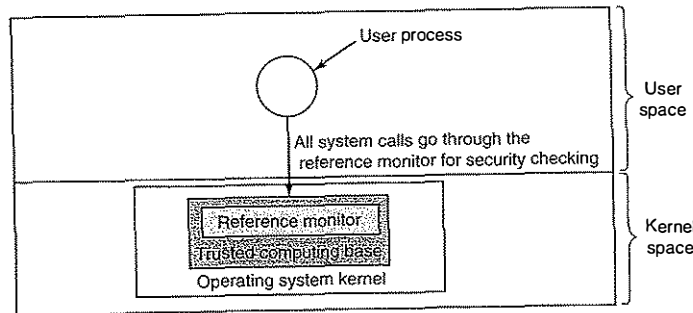 User process
User
space
All system calls go through the
reference monitor for security checking
Reference monitor
Trusted computing base
Operating system kernel
Kernel
space